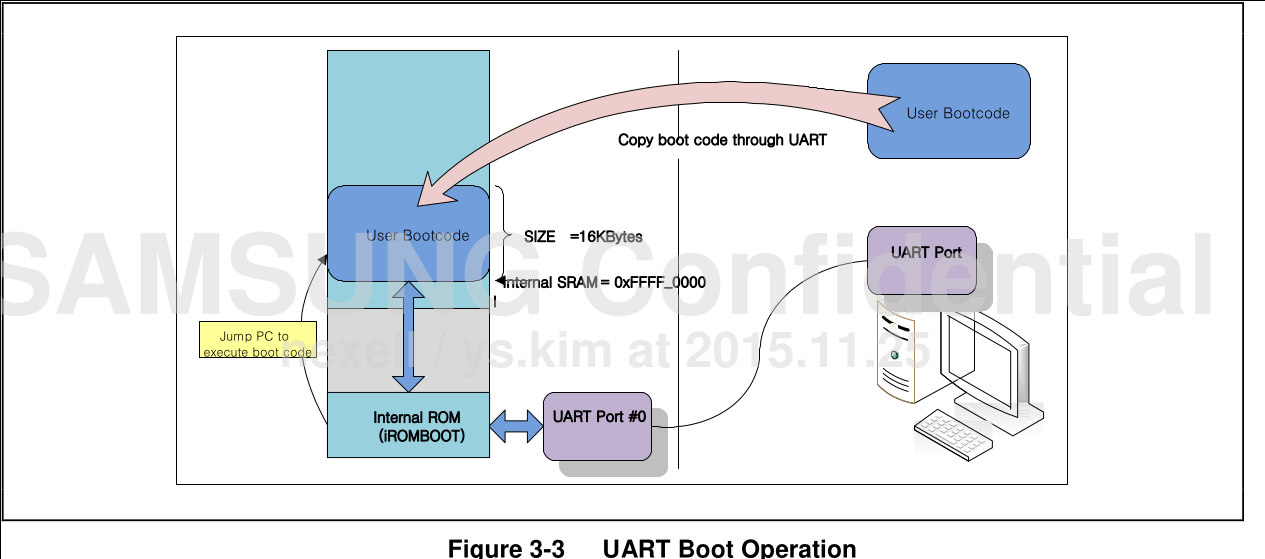 User Bootcode
Copy boot code through UART
User Bootcode
SIZE =16KBytes
UART Port
Internal SRAM = 0xFFFF_0000
SAMSUNG Confidential
Jump PC to
execute boot code
nexell / ys.kim at 2015.11.25
Internal ROM
(iROMBOOT)
UART Port #0
Figure 3-3 UART Boot Operation